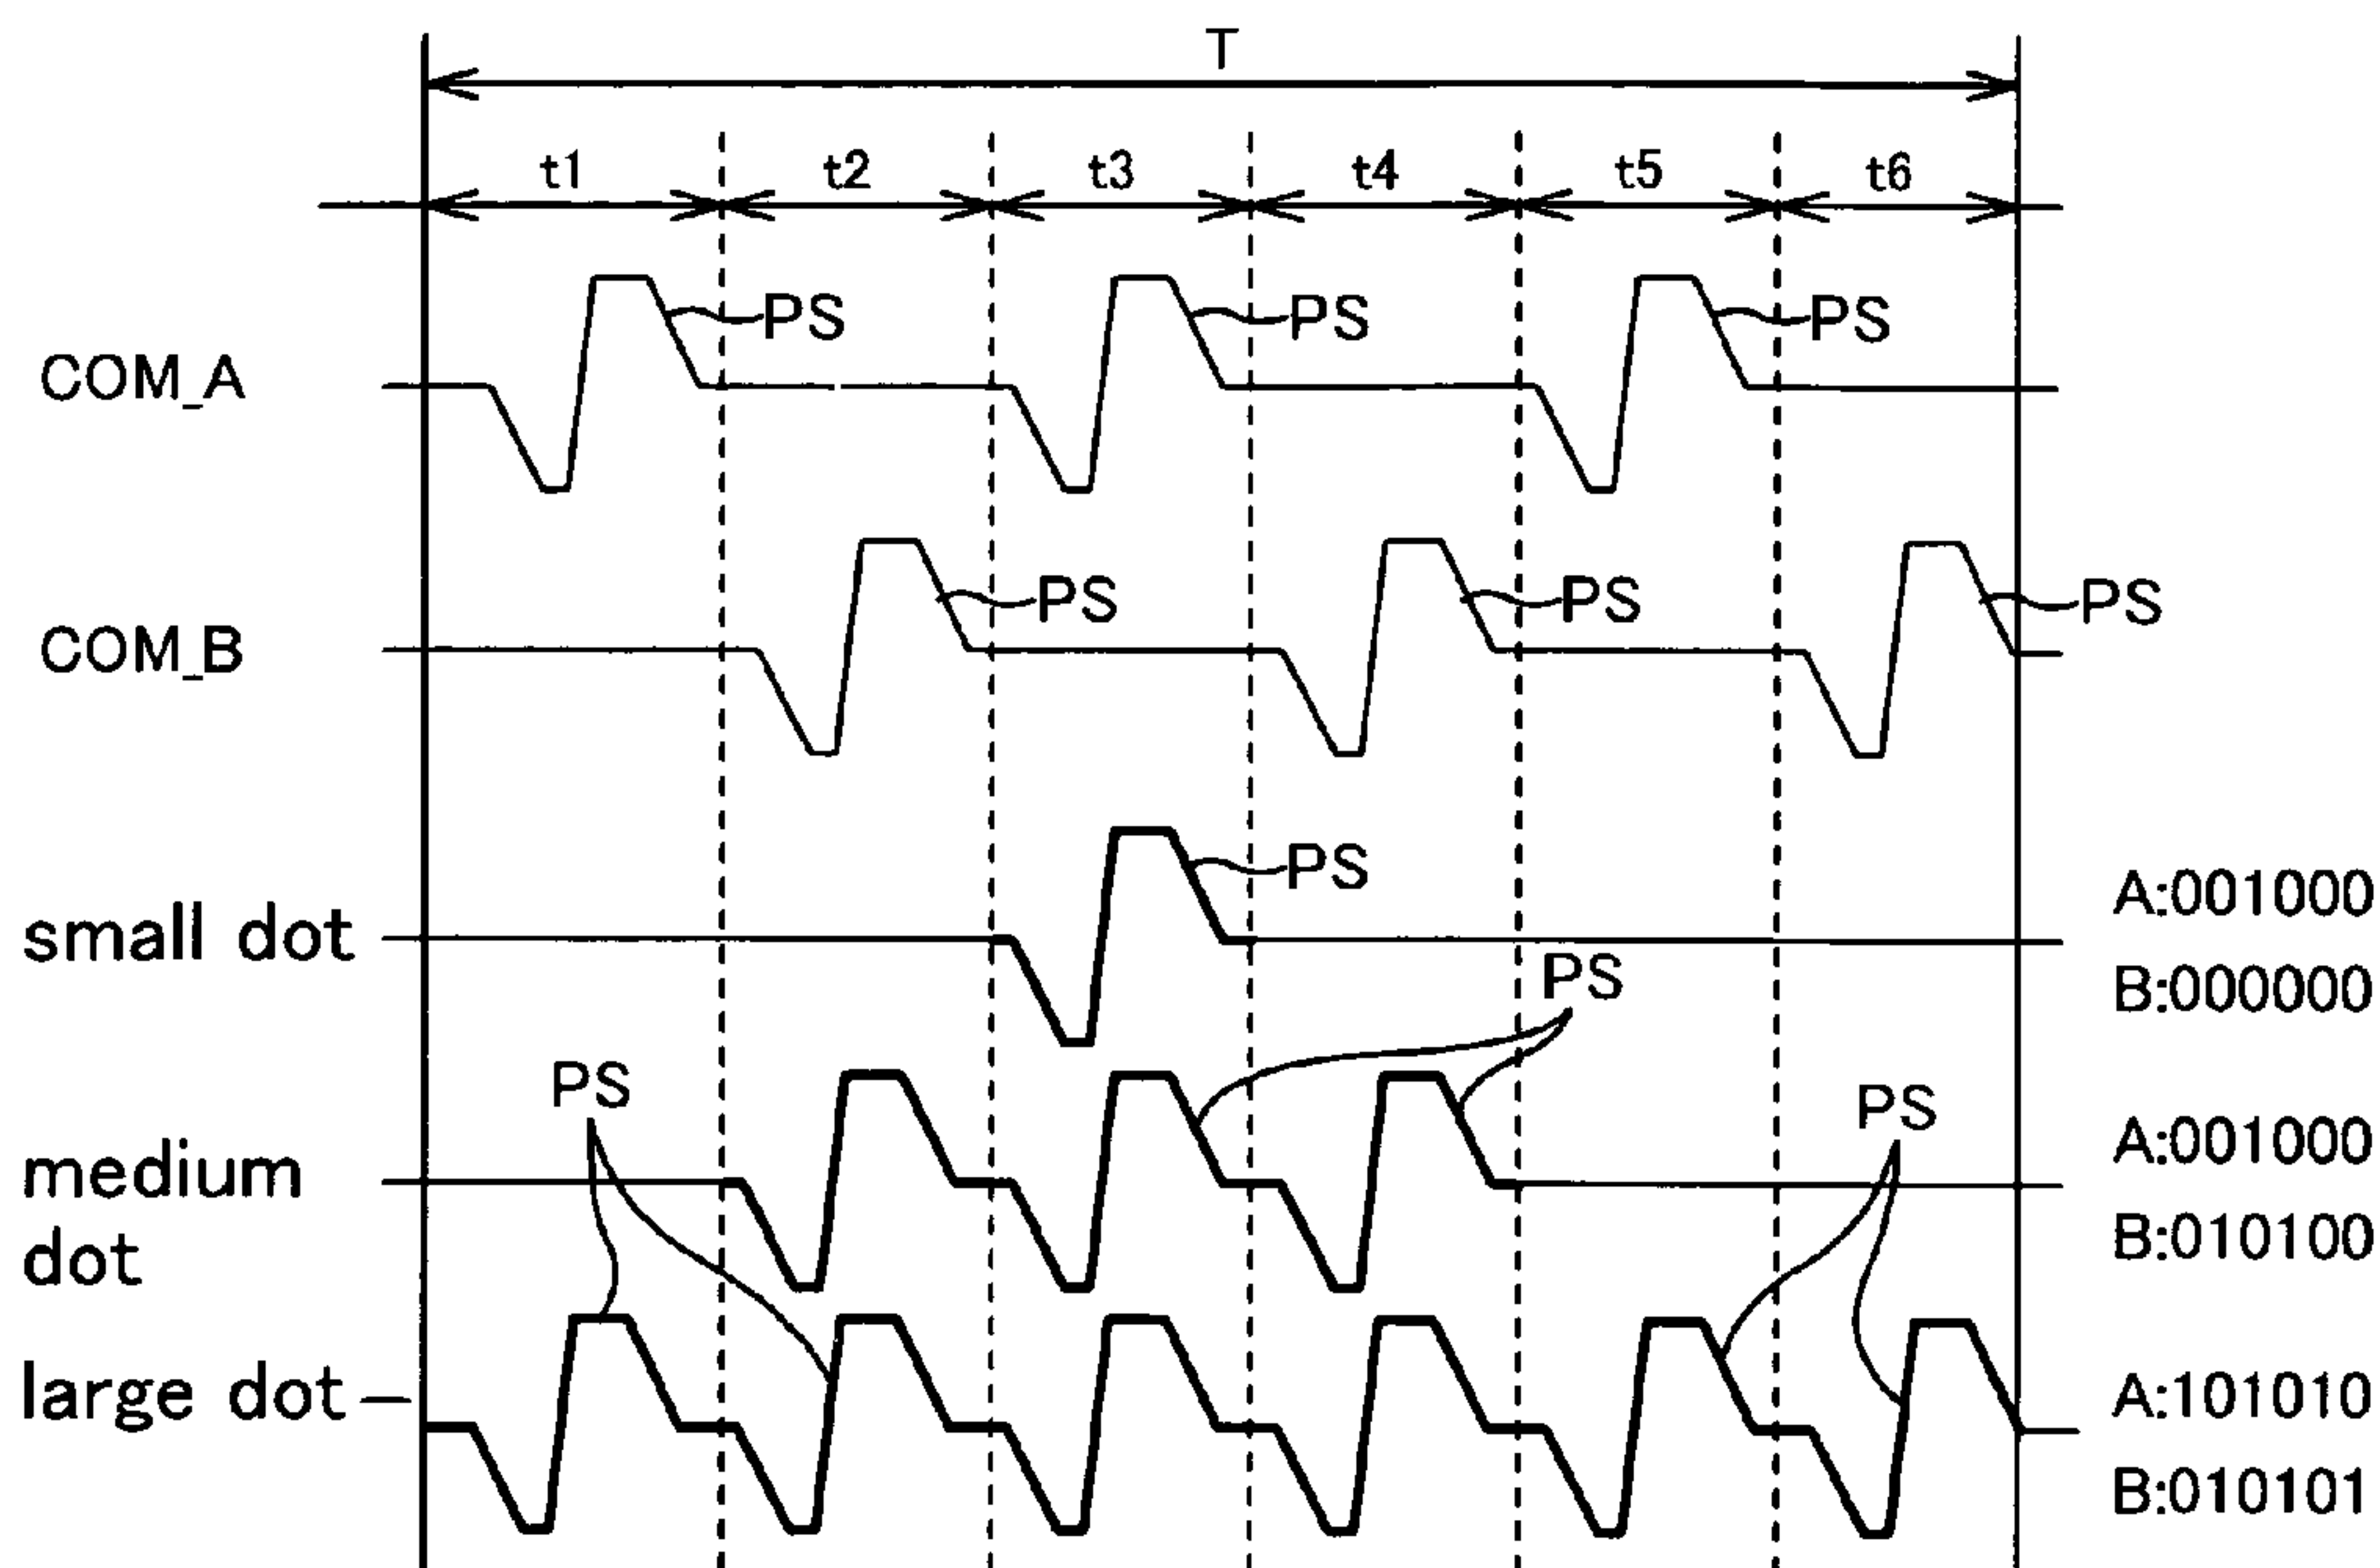 T
t1 t2 t3 t4 t5 t6
PS PS PS
COM_A
PS PS PS
COM_B
PS
A:001000
small dot
PS
B:000000
PS
PS
A:001000
medium
B:010100
dot
large dot
A:101010
B:010101